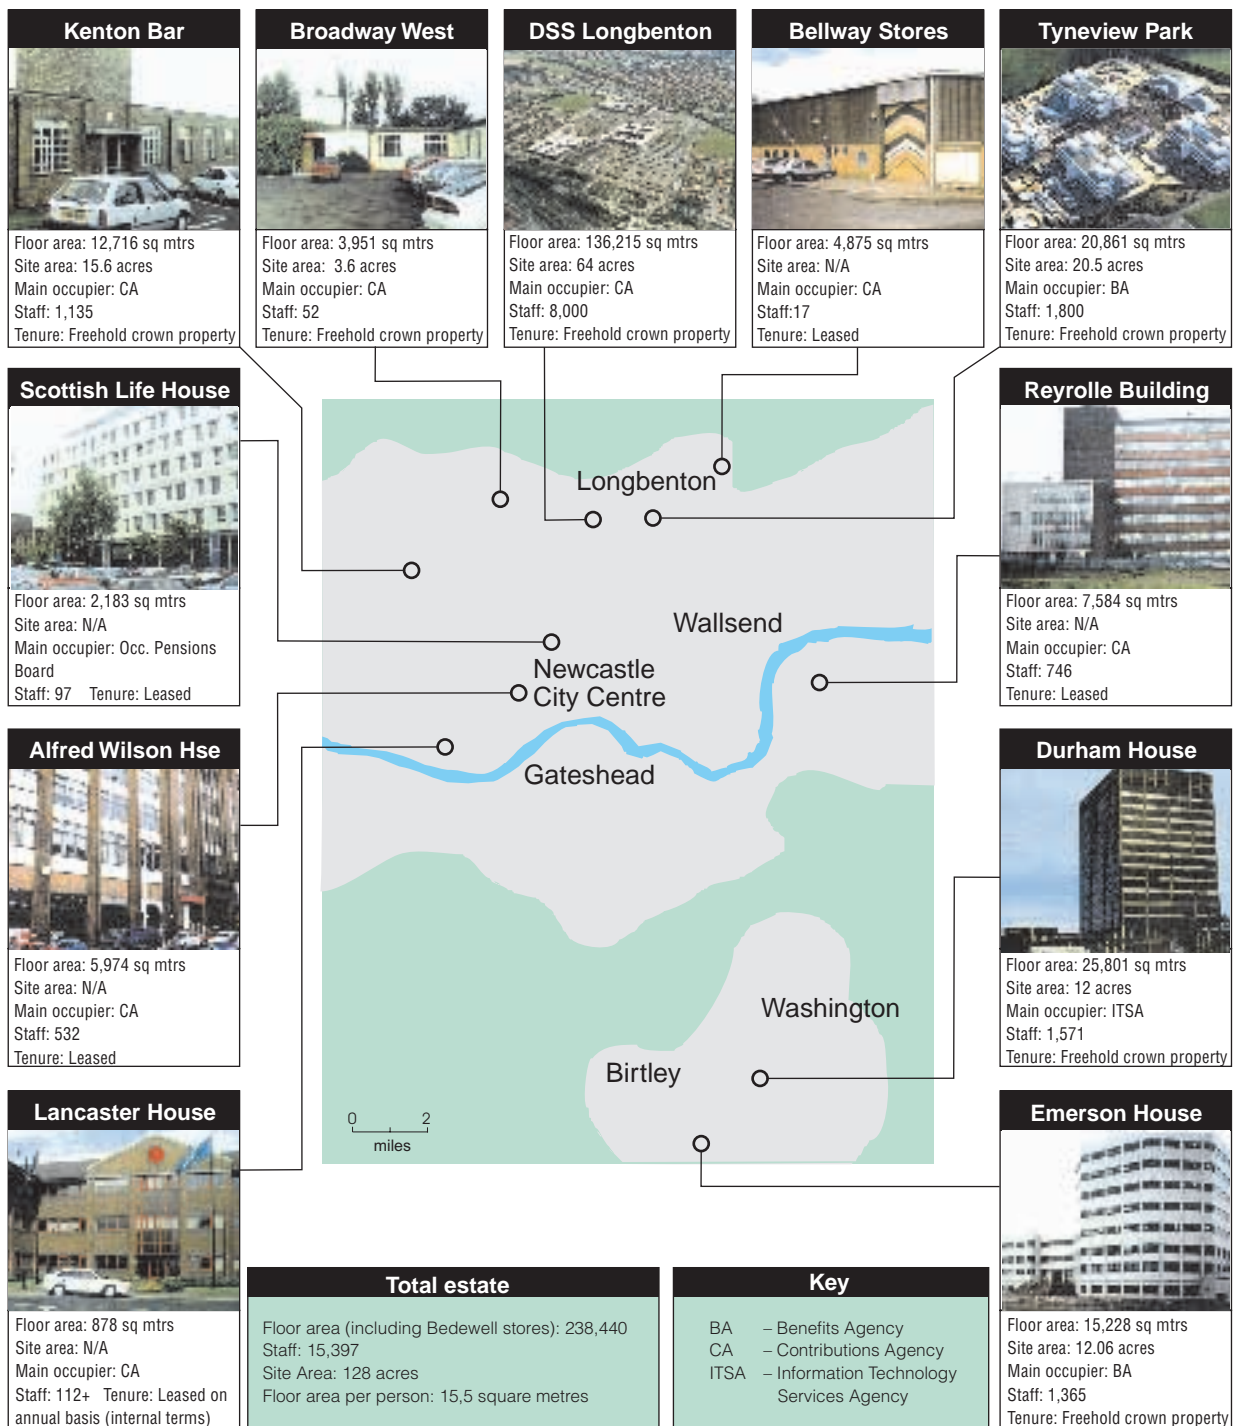 Kenton Bar
Floor area: 12,716 sq mtrs
Site area: 15.6 acres
Main occupier: CA
Staff: 1,135
Tenure: Freehold crown property
Broadway West
Floor area: 3,951 sq mtrs
Site area: 3.6 acres
Main occupier: CA
Staff: 52
Tenure: Freehold crown property
DSS Longbenton
Floor area: 136,215 sq mtrs
Site area: 64 acres
Main occupier: CA
Staff: 8,000
Tenure: Freehold crown property
Bellway Stores
Floor area: 4,875 sq mtrs
Site area: N/A
Main occupier: CA
Staff:17
Tenure: Leased
Tyneview Park
Floor area: 20,861 sq mtrs
Site area: 20.5 acres
Main occupier: BA
Staff: 1,800
Tenure: Freehold crown property
Scottish Life House
Floor area: 2,183 sq mtrs
Site area: N/A
Main occupier: Occ. Pensions
Board
Staff: 97 Tenure: Leased
Reyrolle Building
Floor area: 7,584 sq mtrs
Site area: N/A
Main occupier: CA
Staff: 746
Tenure: Leased
Longbenton
Wallsend
Newcastle
City Centre
Gateshead
Washington
Birtley
0 2
miles
Alfred Wilson Hse
Floor area: 5,974 sq mtrs
Site area: N/A
Main occupier: CA
Staff: 532
Tenure: Leased
Durham House
Floor area: 25,801 sq mtrs
Site area: 12 acres
Main occupier: ITSA
Staff: 1,571
Tenure: Freehold crown property
Lancaster House
Floor area: 878 sq mtrs
Site area: N/A
Main occupier: CA
Staff: 112+ Tenure: Leased on
annual basis (internal terms)
Total estate
Floor area (including Bedewell stores): 238,440
Staff: 15,397
Site Area: 128 acres
Floor area per person: 15,5 square metres
Key
BA – Benefits Agency
CA – Contributions Agency
ITSA – Information Technology
Services Agency
Emerson House
Floor area: 15,228 sq mtrs
Site area: 12.06 acres
Main occupier: BA
Staff: 1,365
Tenure: Freehold crown property